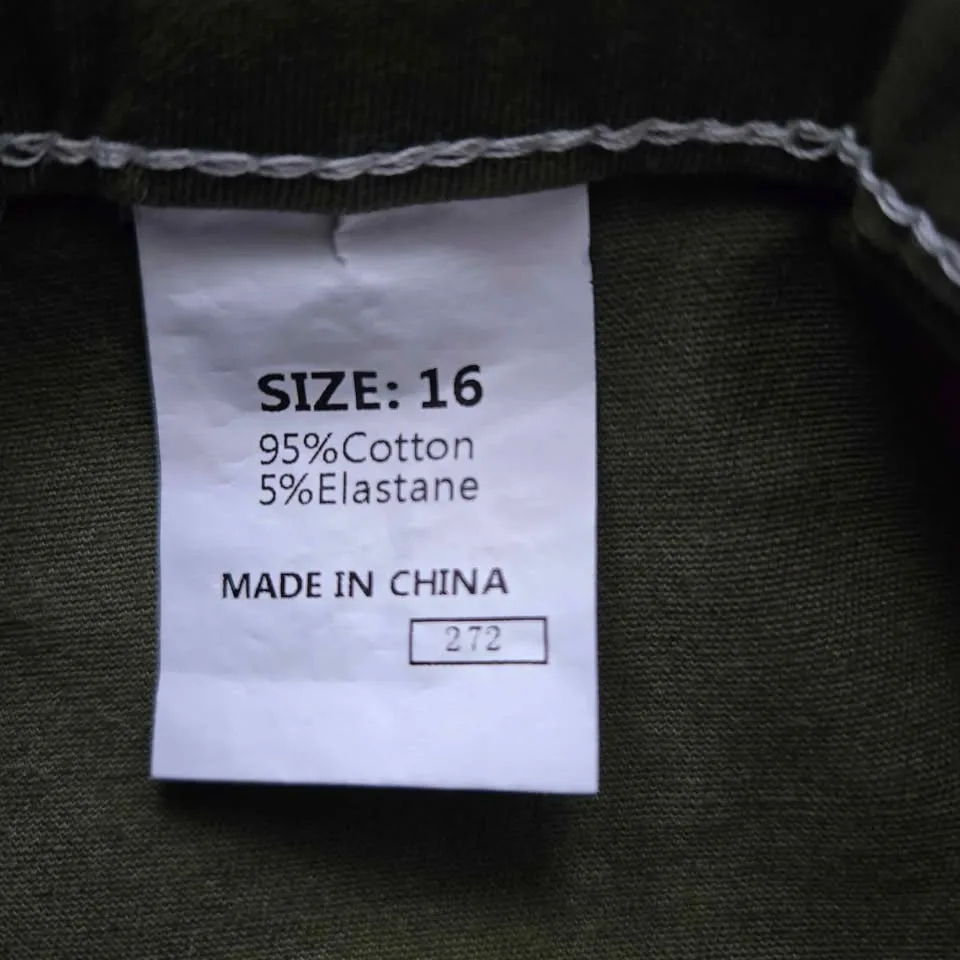 SIZE: 16
95%Cotton
5%Elastane
MADE IN CHINA
272